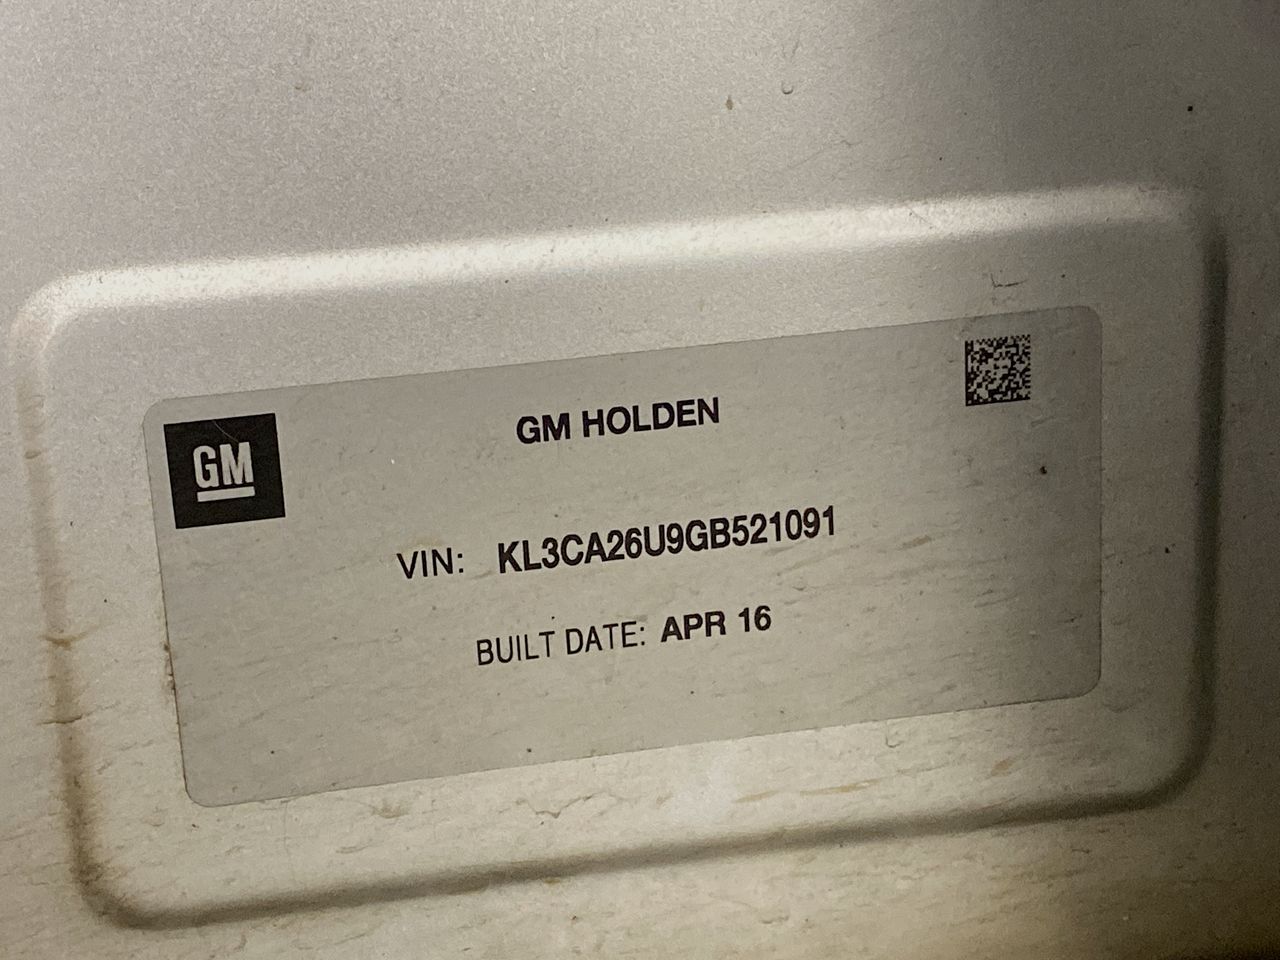 GM
GM HOLDEN
VIN: KL3CA26U9GB521091
BUILT DATE: APR 16